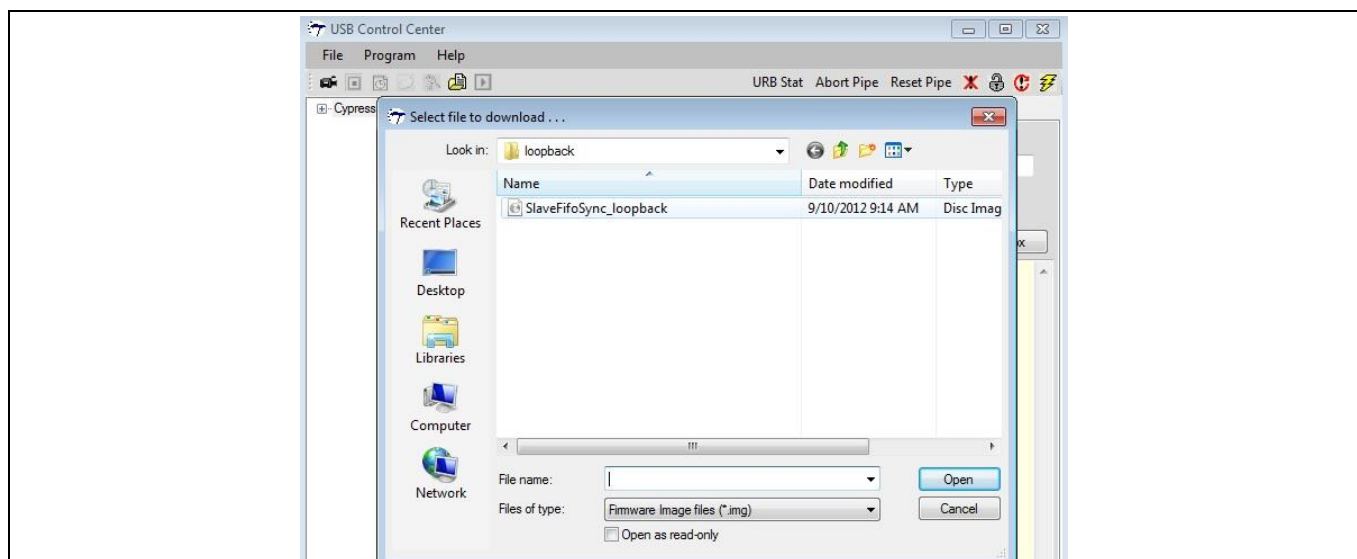 USB Control Center
File Program Help
URB Stat Abort Pipe Reset Pipe
Cypress
Select file to download . . .
Look in: loopback
Name Date modified Type
SlaveFifoSync_loopback 9/10/2012 9:14 AM Disc Imag
Recent Places
Desktop
Libraries
Computer
Network
File name: Open
Files of type: Firmware Image files (*.img) Cancel
Open as read-only